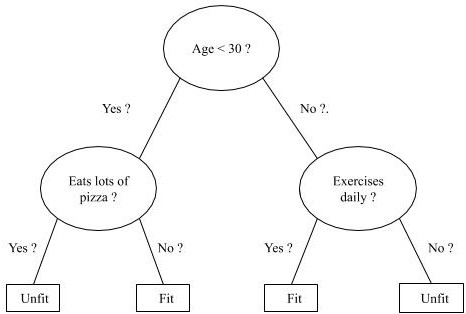 Age < 30 ?
Yes ?
No ?.
Eats lots of
pizza ?
Exercises
daily ?
Yes ?
No ?
Yes ?
No ?
Unfit
Fit
Fit
Unfit